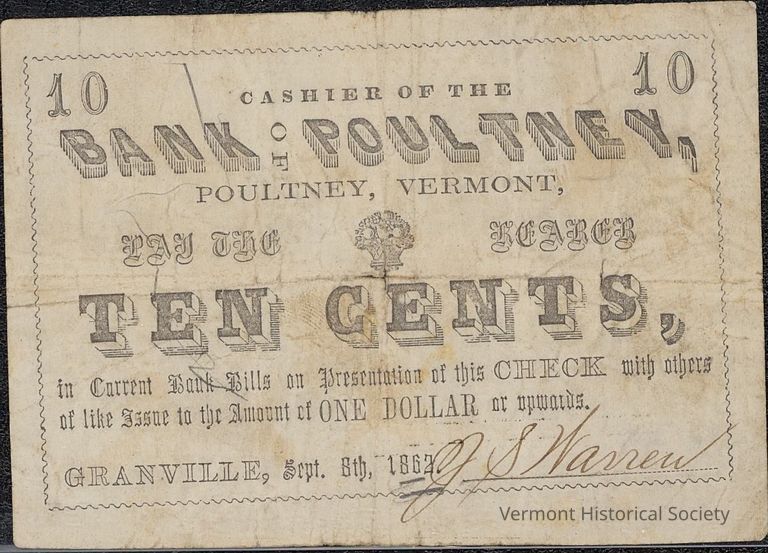 10 10
CASHIER OF THE
BANK OF POULTNEY,
POULTNEY, VERMONT,
PAY THE BEARER
TEN CENTS,
in Current Bank Bills on Presentation of this CHECK with others
of like Issue to the Amount of ONE DOLLAR or upwards.
GRANVILLE, Sept. 8th, 1862. J S Warren
Vermont Historical Society